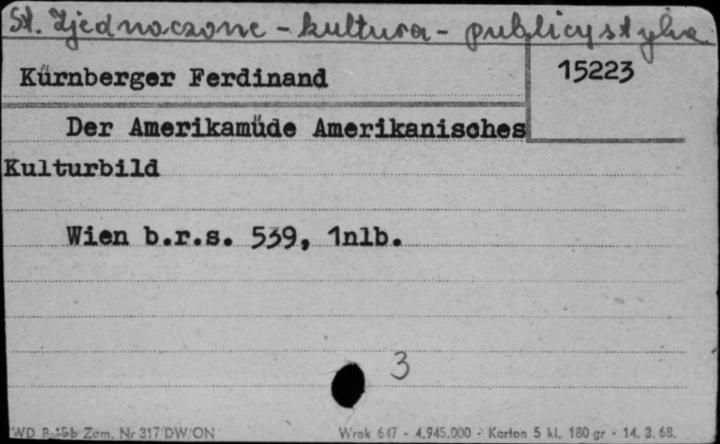 St. Zjednoczone - kultura - publicystyka
Kürnberger Ferdinand
15223
Der Amerikamüde Amerikanisches
Kulturbild
Wien b.r.s. 539, 1nlb.
3
WD Zam. Nr 317/DW/ON
Wrak 647 - 4.945.000 - Karton 5 kl. 180 gr - 14. 3. 68.